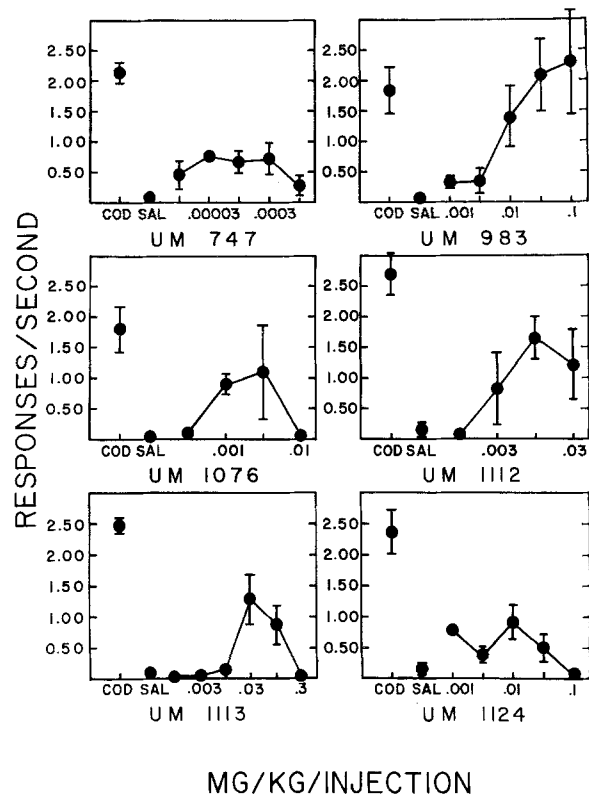 RESPONSES/SECOND
2.50
2.00
1.50
1.00
0.50
COD SAL .00003 .0003
UM 747
2.50
2.00
1.50
1.00
0.50
COD SAL .001 .01 .1
UM 983
2.50
2.00
1.50
1.00
0.50
COD SAL .001 .01
UM 1076
2.50
2.00
1.50
1.00
0.50
COD SAL .003 .03
UM 1112
2.50
2.00
1.50
1.00
0.50
COD SAL .003 .03 .3
UM 1113
2.50
2.00
1.50
1.00
0.50
COD SAL .001 .01 .1
UM 1124
MG/KG/INJECTION